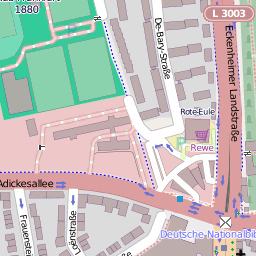 1880
L 3003
De-Bary-Straße
Eckenheimer Landstraße
Rote-Eule
Rewe
Adickesallee
Deutsche Nationalbib